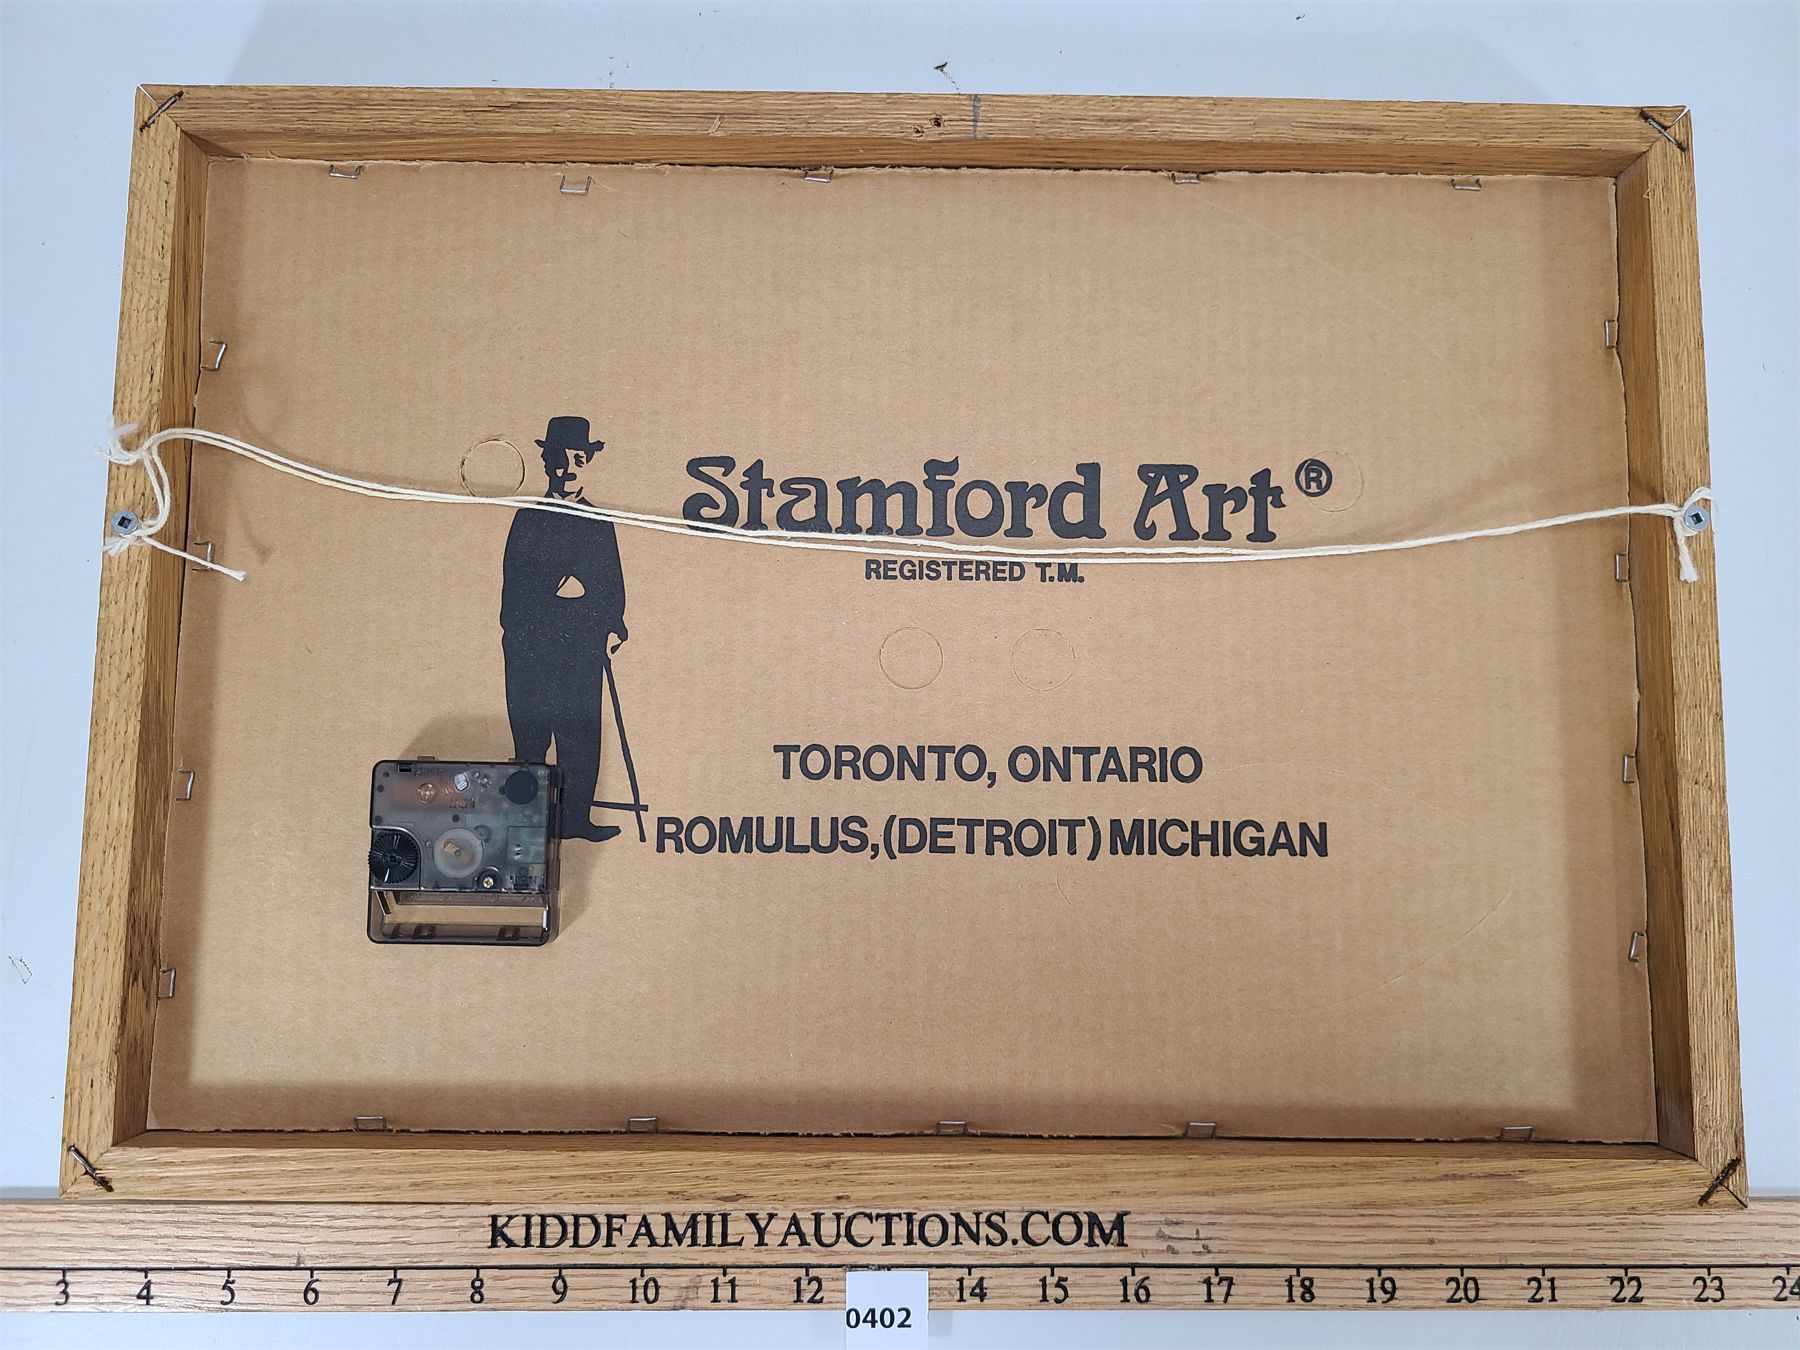 Stamford Art®
REGISTERED T.M.
TORONTO, ONTARIO
ROMULUS,(DETROIT) MICHIGAN
KIDDFAMILYAUCTIONS.COM
3 4 5 6 7 8 9 10 11 12 14 15 16 17 18 19 20 21 22 23 24
0402